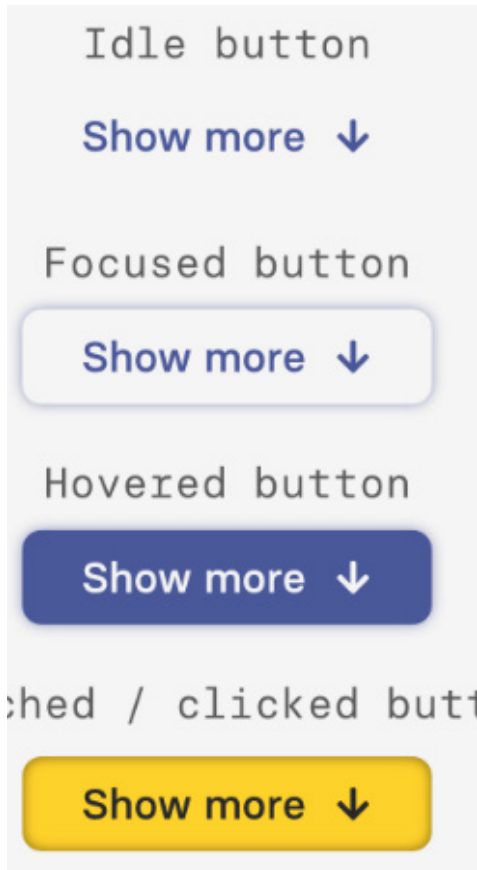 Idle button
Show more ↓
Focused button
Show more ↓
Hovered button
Show more ↓
/ clicked
Show more ↓